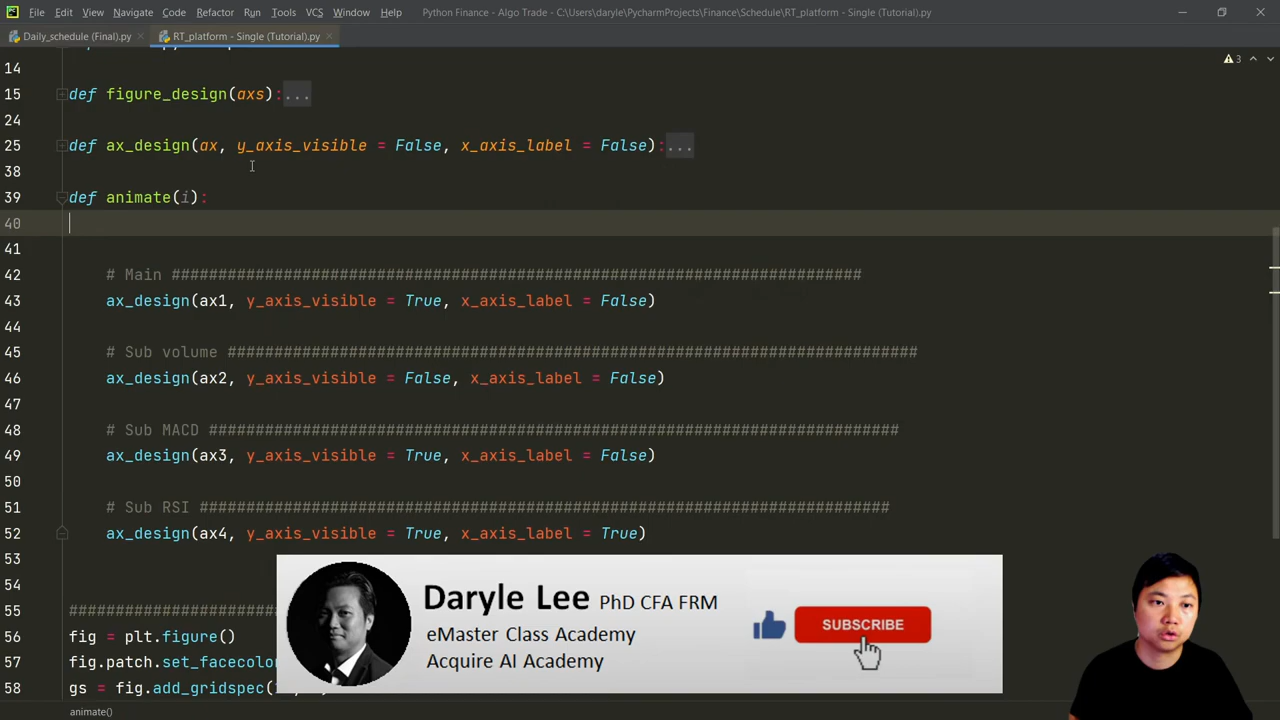 File Edit View Navigate Code Refactor Run Tools VCS Window Help Python Finance - Algo Trade - C:\Users\daryle\PycharmProjects\Finance\Schedule\RT_platform - Single (Tutorial).py
Daily_schedule (Final).py RT_platform - Single (Tutorial).py
14 3
15 def figure_design(axs):...
24
25 def ax_design(ax, y_axis_visible = False, x_axis_label = False):...
38
39 def animate(i):
40
41
42 # Main ##########################################################################
43 ax_design(ax1, y_axis_visible = True, x_axis_label = False)
44
45 # Sub volume ##########################################################################
46 ax_design(ax2, y_axis_visible = False, x_axis_label = False)
47
48 # Sub MACD ##########################################################################
49 ax_design(ax3, y_axis_visible = True, x_axis_label = False)
50
51 # Sub RSI ##########################################################################
52 ax_design(ax4, y_axis_visible = True, x_axis_label = True)
53
54
55 ######################
56 fig = plt.figure()
57 fig.patch.set_facecolor
58 gs = fig.add_gridspec(
Daryle Lee PhD CFA FRM
eMaster Class Academy
Acquire AI Academy
SUBSCRIBE
animate()